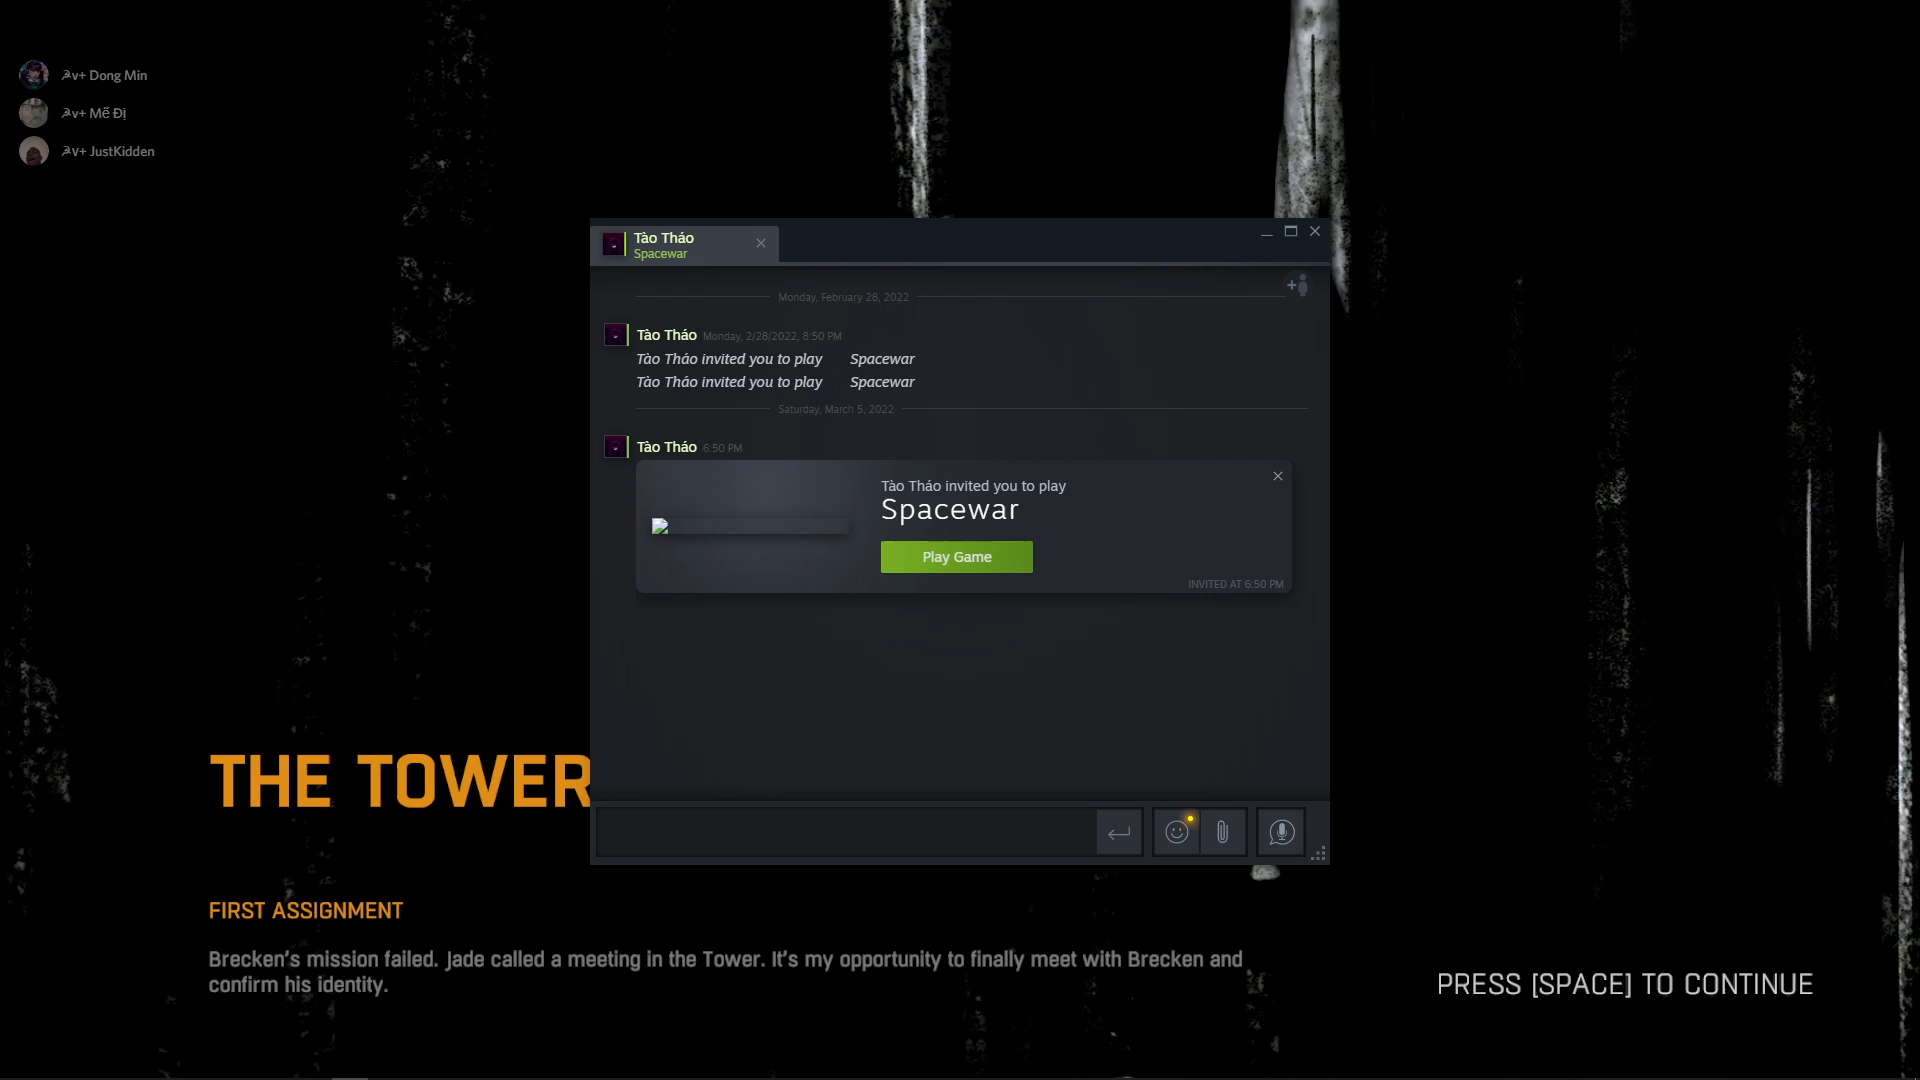 ☭v+ Dong Min
☭v+ Mế Đị
☭v+ JustKidden
Tào Tháo
Spacewar
Monday, February 28, 2022
Tào Tháo Monday, 2/28/2022, 8:50 PM
Tào Tháo invited you to play Spacewar
Tào Tháo invited you to play Spacewar
Saturday, March 5, 2022
Tào Tháo 6:50 PM
Tào Tháo invited you to play
Spacewar
Play Game
INVITED AT 6:50 PM
THE TOWER
FIRST ASSIGNMENT
Brecken's mission failed. Jade called a meeting in the Tower. It's my opportunity to finally meet with Brecken and
confirm his identity.
PRESS [SPACE] TO CONTINUE